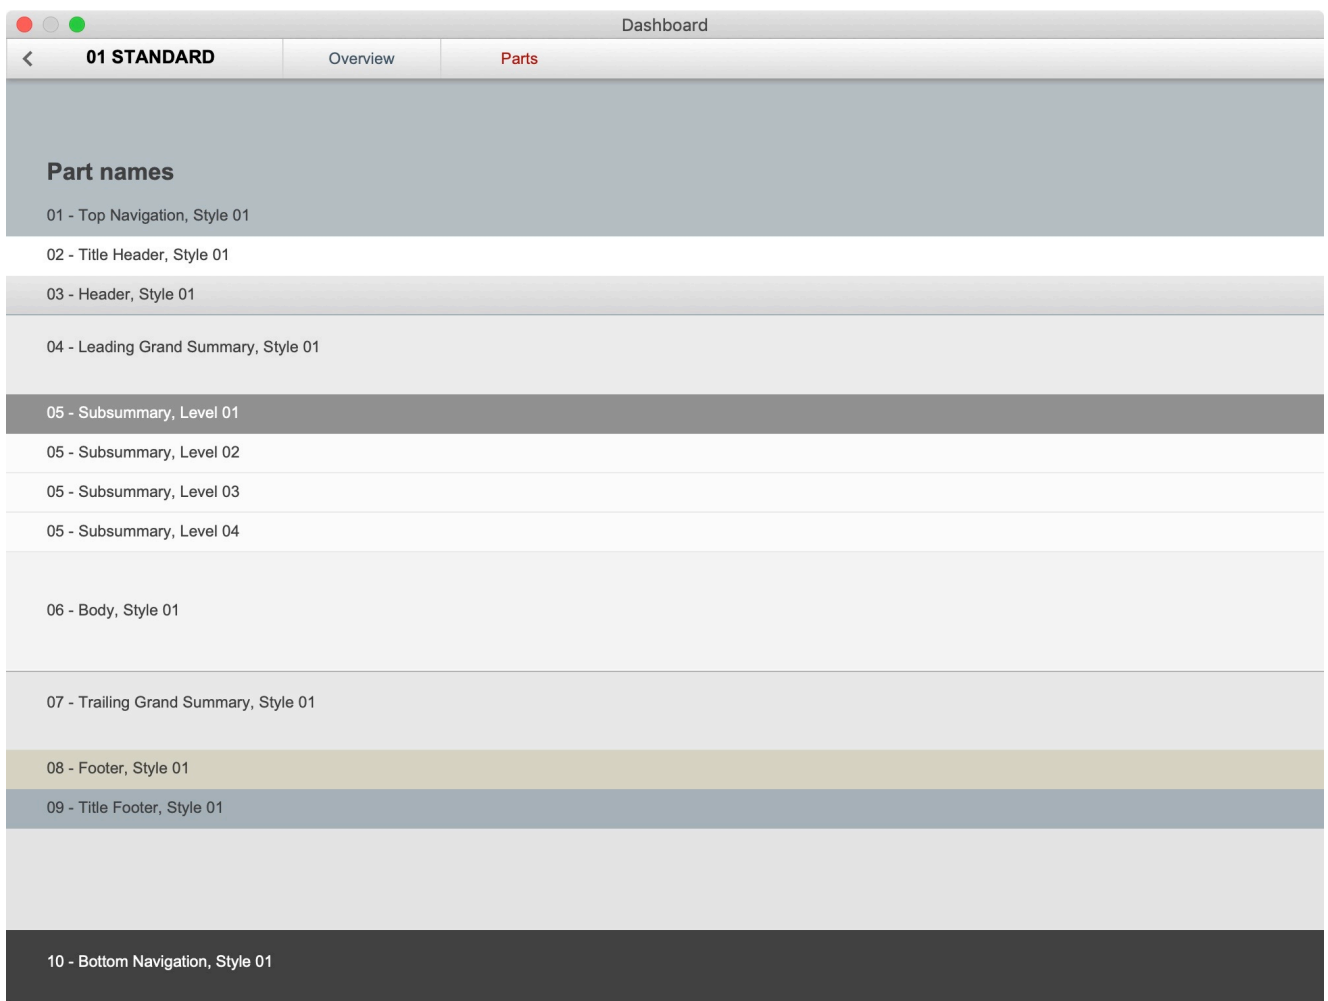 Dashboard
01 STANDARD Overview Parts
Part names
01 - Top Navigation, Style 01
02 - Title Header, Style 01
03 - Header, Style 01
04 - Leading Grand Summary, Style 01
05 - Subsummary, Level 01
05 - Subsummary, Level 02
05 - Subsummary, Level 03
05 - Subsummary, Level 04
06 - Body, Style 01
07 - Trailing Grand Summary, Style 01
08 - Footer, Style 01
09 - Title Footer, Style 01
10 - Bottom Navigation, Style 01